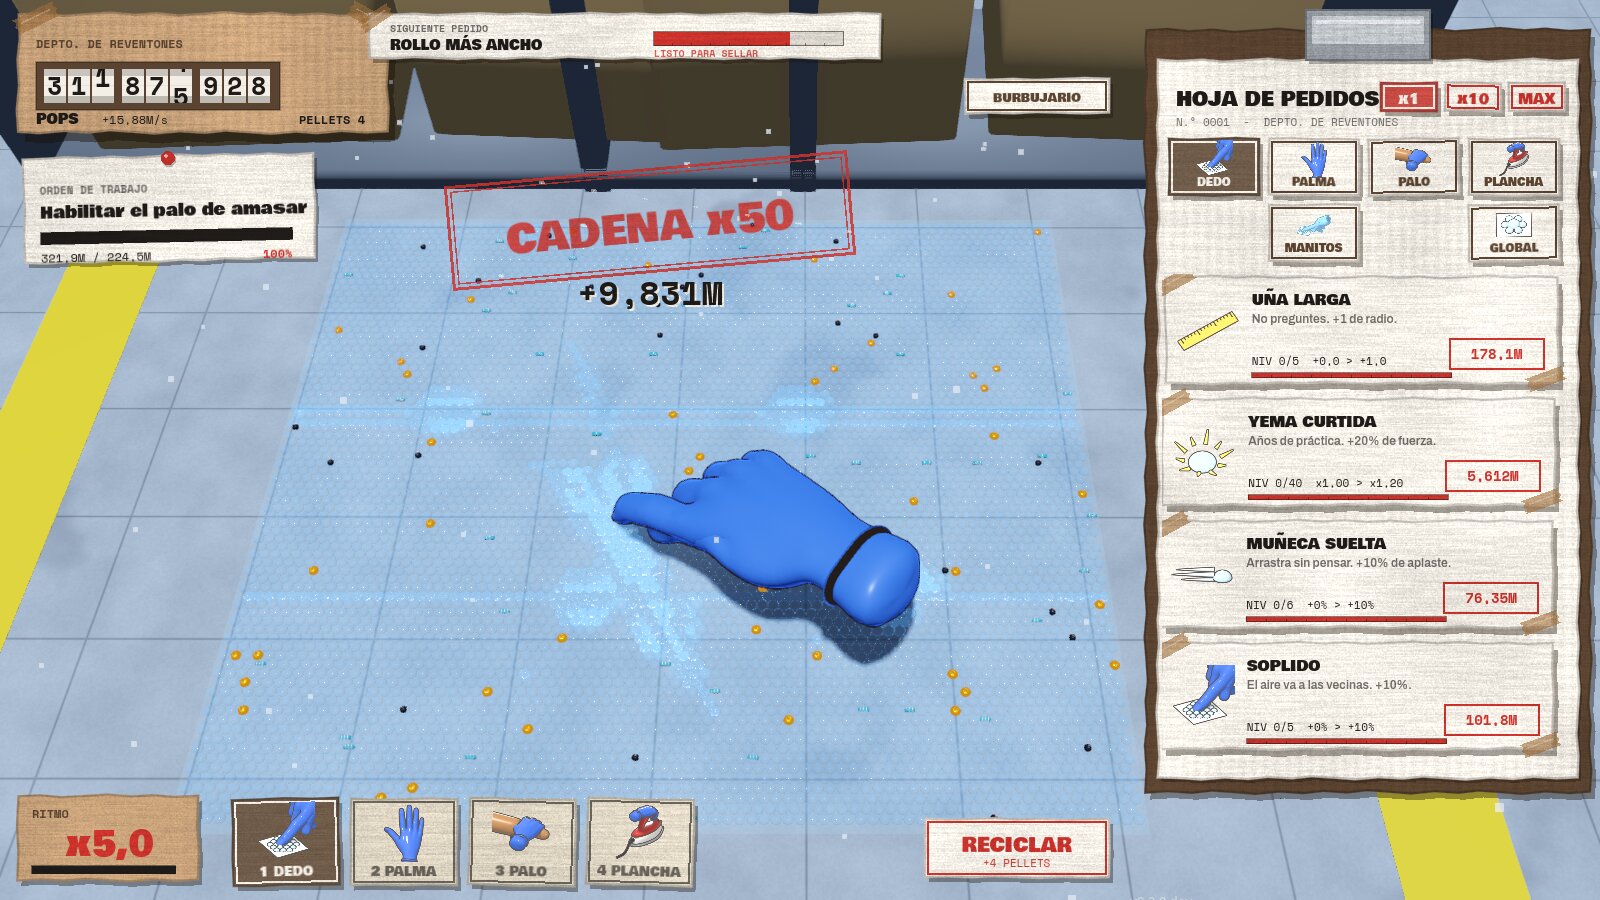 DEPTO. DE REVENTONES
POPS +15,88M/s PELLETS 4
SIGUIENTE PEDIDO
ROLLO MÁS ANCHO
LISTO PARA SELLAR
BURBUJARIO
ORDEN DE TRABAJO
Habilitar el palo de amasar
321,9M / 224,5M 100%
CADENA x50
+9,831M
HOJA DE PEDIDOS x1 x10 MAX
N.° 0001 - DEPTO. DE REVENTONES
DEDO PALMA PALO PLANCHA
MANITOS GLOBAL
UÑA LARGA
No preguntes. +1 de radio.
NIV 0/5 +0,0 > +1,0 178,1M
YEMA CURTIDA
Años de práctica. +20% de fuerza.
NIV 0/40 x1,00 > x1,20 5,612M
MUÑECA SUELTA
Arrastra sin pensar. +10% de aplaste.
NIV 0/6 +0% > +10% 76,35M
SOPLIDO
El aire va a las vecinas. +10%.
NIV 0/5 +0% > +10% 101,8M
RITMO
x5,0
1 DEDO 2 PALMA 3 PALO 4 PLANCHA
RECICLAR
+4 PELLETS